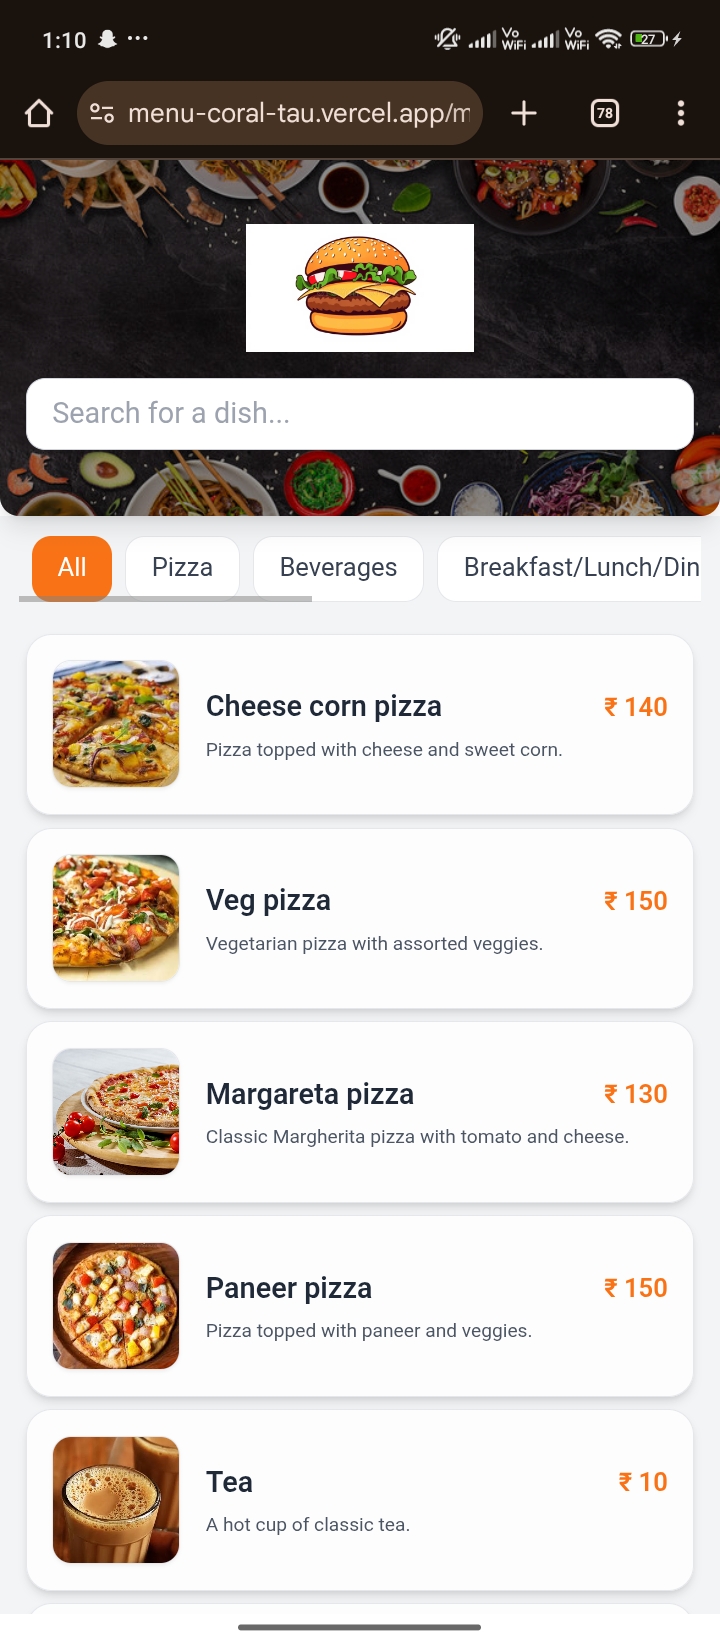 1:10 ... Vo WiFi Vo WiFi 27
menu-coral-tau.vercel.app/m 78
Search for a dish...
All Pizza Beverages Breakfast/Lunch/Din
Cheese corn pizza ₹ 140
Pizza topped with cheese and sweet corn.
Veg pizza ₹ 150
Vegetarian pizza with assorted veggies.
Margareta pizza ₹ 130
Classic Margherita pizza with tomato and cheese.
Paneer pizza ₹ 150
Pizza topped with paneer and veggies.
Tea ₹ 10
A hot cup of classic tea.